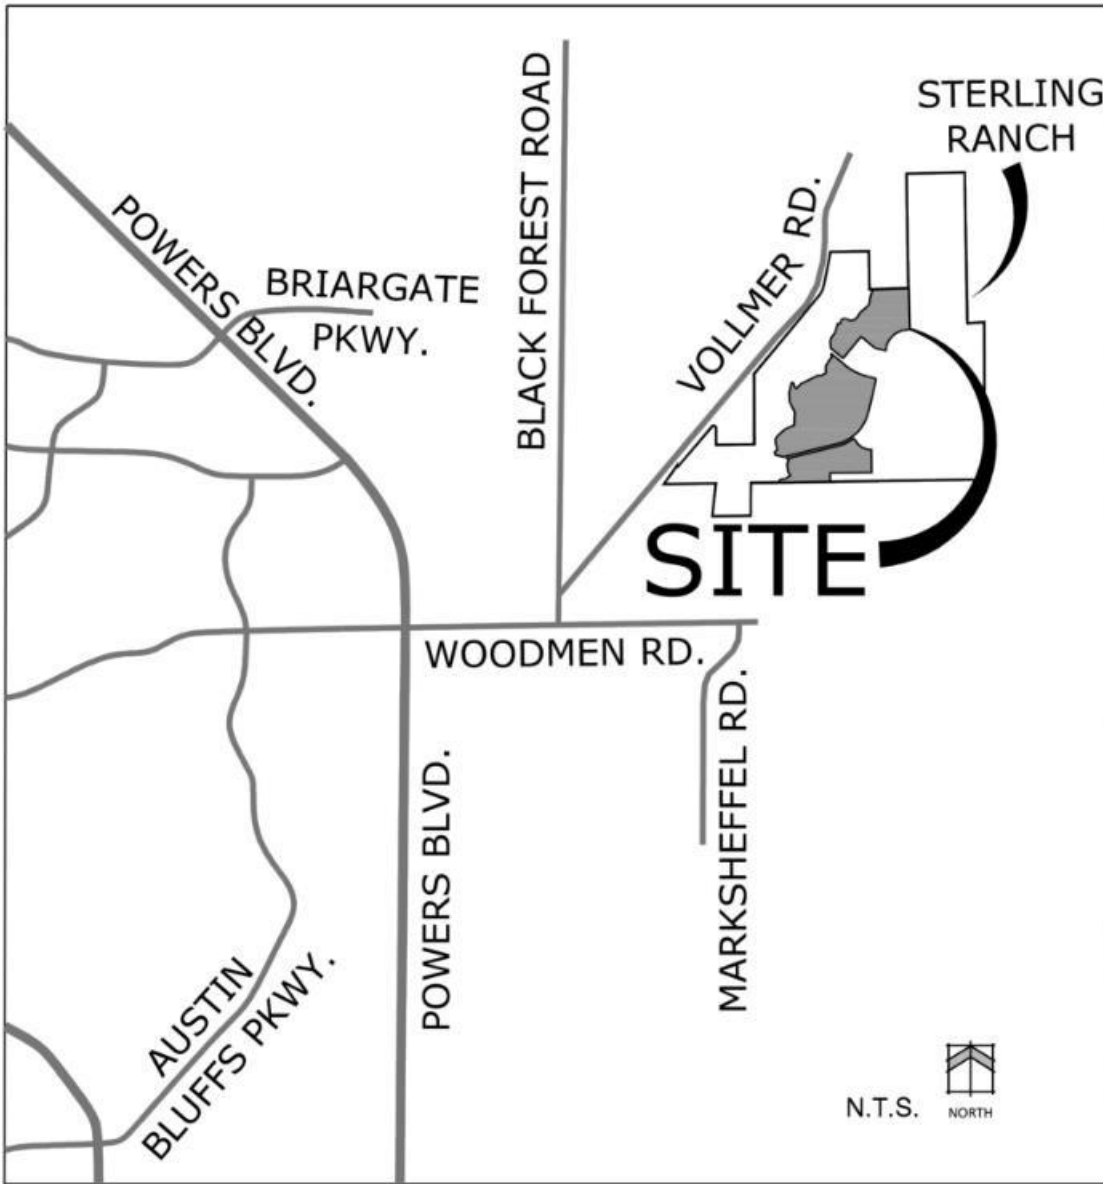 STERLING
RANCH
BLACK FOREST ROAD
POWERS BLVD.
VOLLMER RD.
BRIARGATE
PKWY.
SITE
WOODMEN RD.
MARKSHEFFEL RD.
POWERS BLVD.
AUSTIN
BLUFFS PKWY.
N.T.S.
NORTH